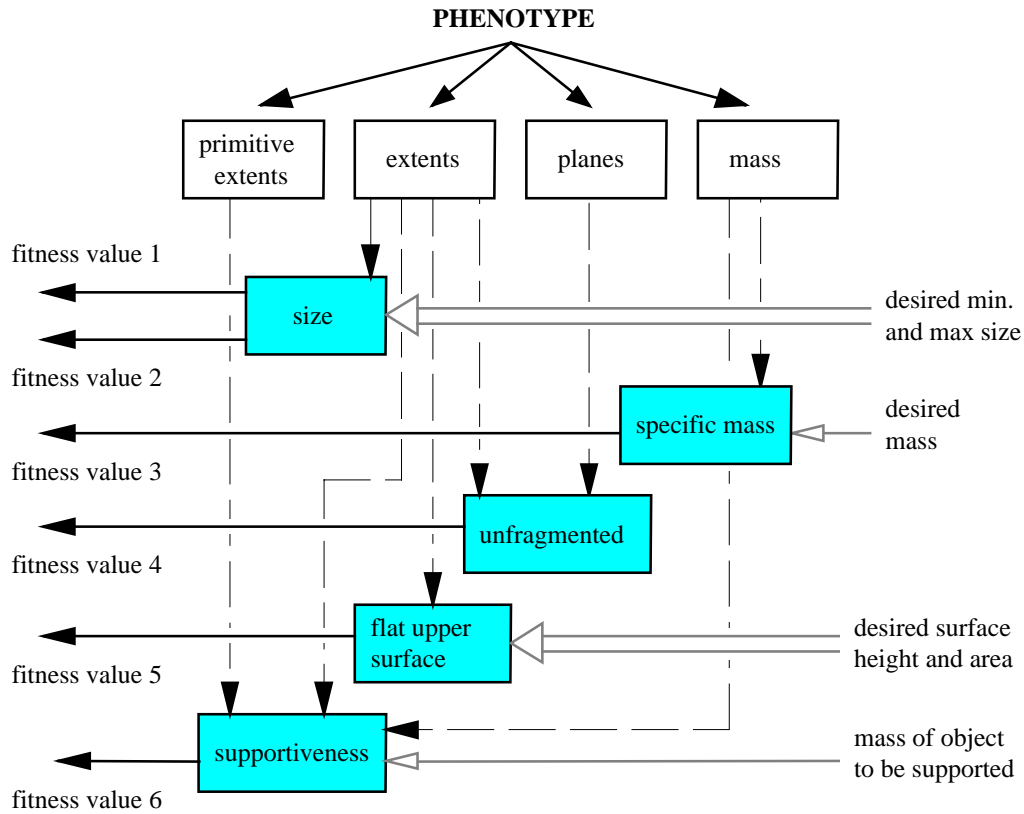 PHENOTYPE
primitive
extents
extents
planes
mass
fitness value 1
size
desired min.
and max size
fitness value 2
specific mass
desired
mass
fitness value 3
unfragmented
fitness value 4
flat upper
surface
desired surface
height and area
fitness value 5
supportiveness
mass of object
to be supported
fitness value 6